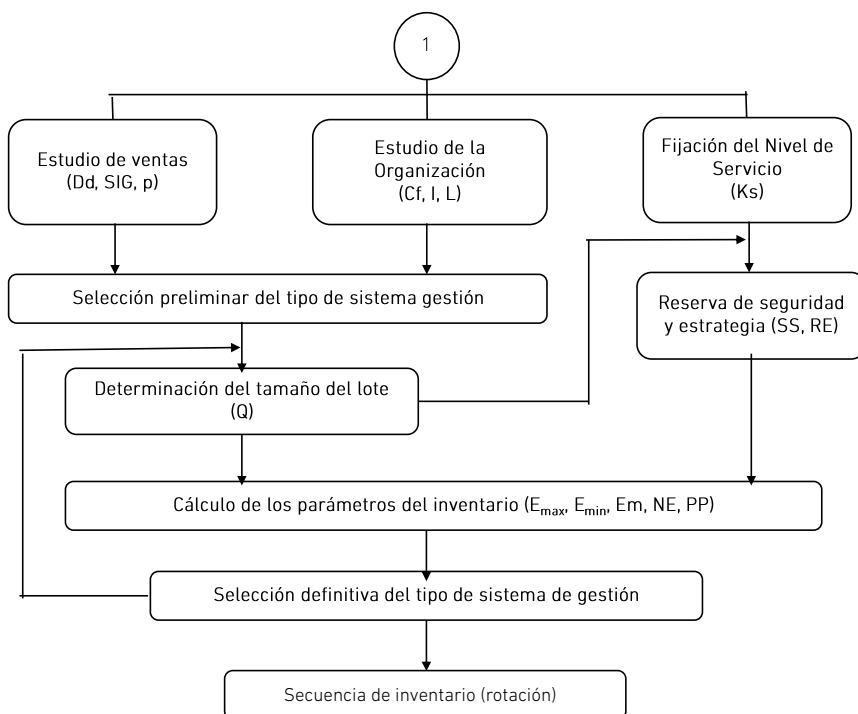 1
Estudio de ventas
(Dd, SIG, p)
Estudio de la
Organización
(Cf, I, L)
Fijación del Nivel de
Servicio
(Ks)
Selección preliminar del tipo de sistema gestión
Reserva de seguridad
y estrategia (SS, RE)
Determinación del tamaño del lote
(Q)
Cálculo de los parámetros del inventario (Emax, Emin, Em, NE, PP)
Selección definitiva del tipo de sistema de gestión
Secuencia de inventario (rotación)